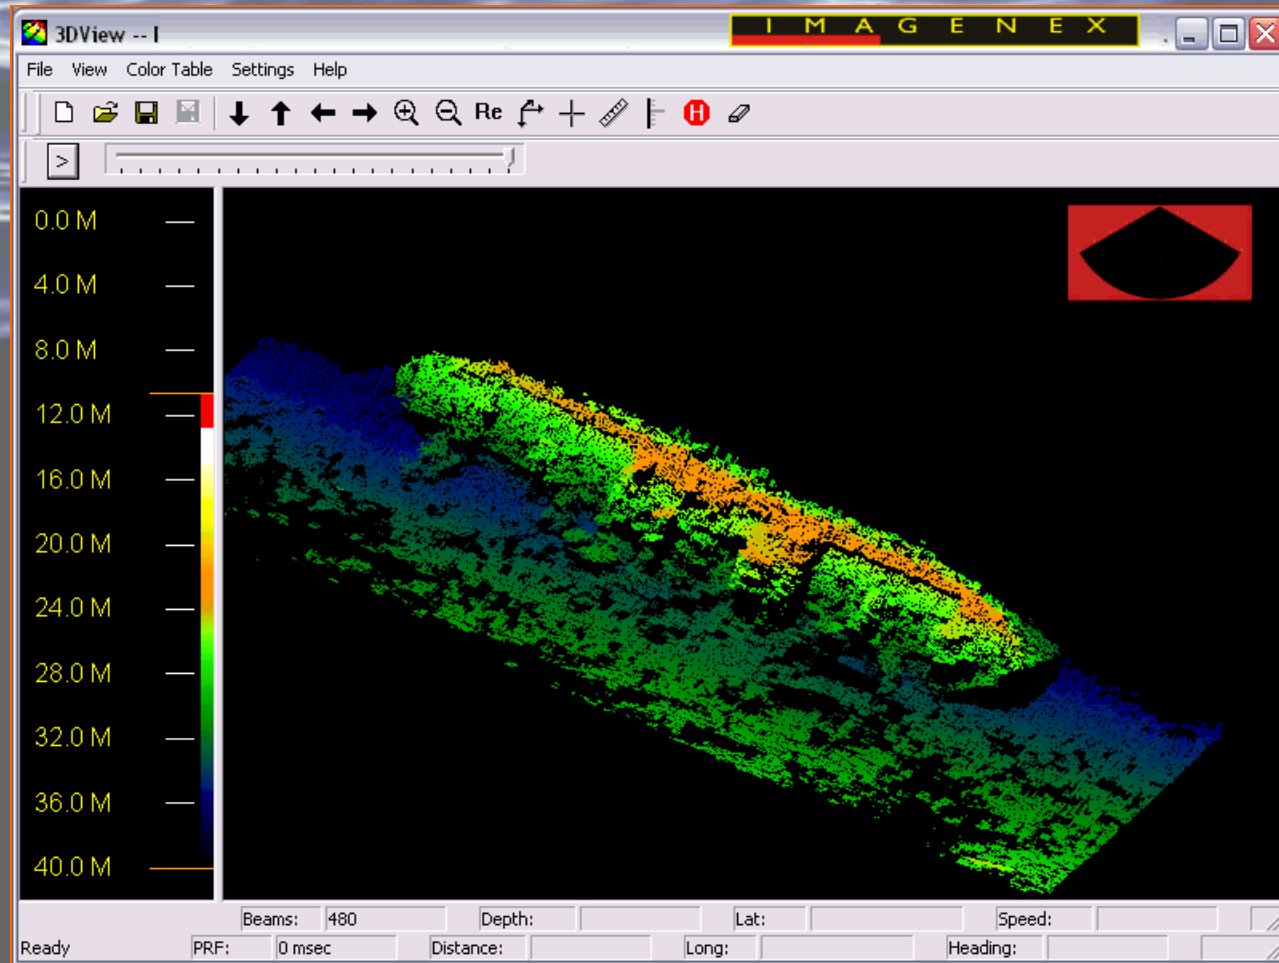 3DView -- I
I M A G E N E X
File View Color Table Settings Help
Re
H
>
0.0 M
4.0 M
8.0 M
12.0 M
16.0 M
20.0 M
24.0 M
28.0 M
32.0 M
36.0 M
40.0 M
Beams: 480 Depth: Lat: Speed:
Ready PRF: 0 msec Distance: Long: Heading: